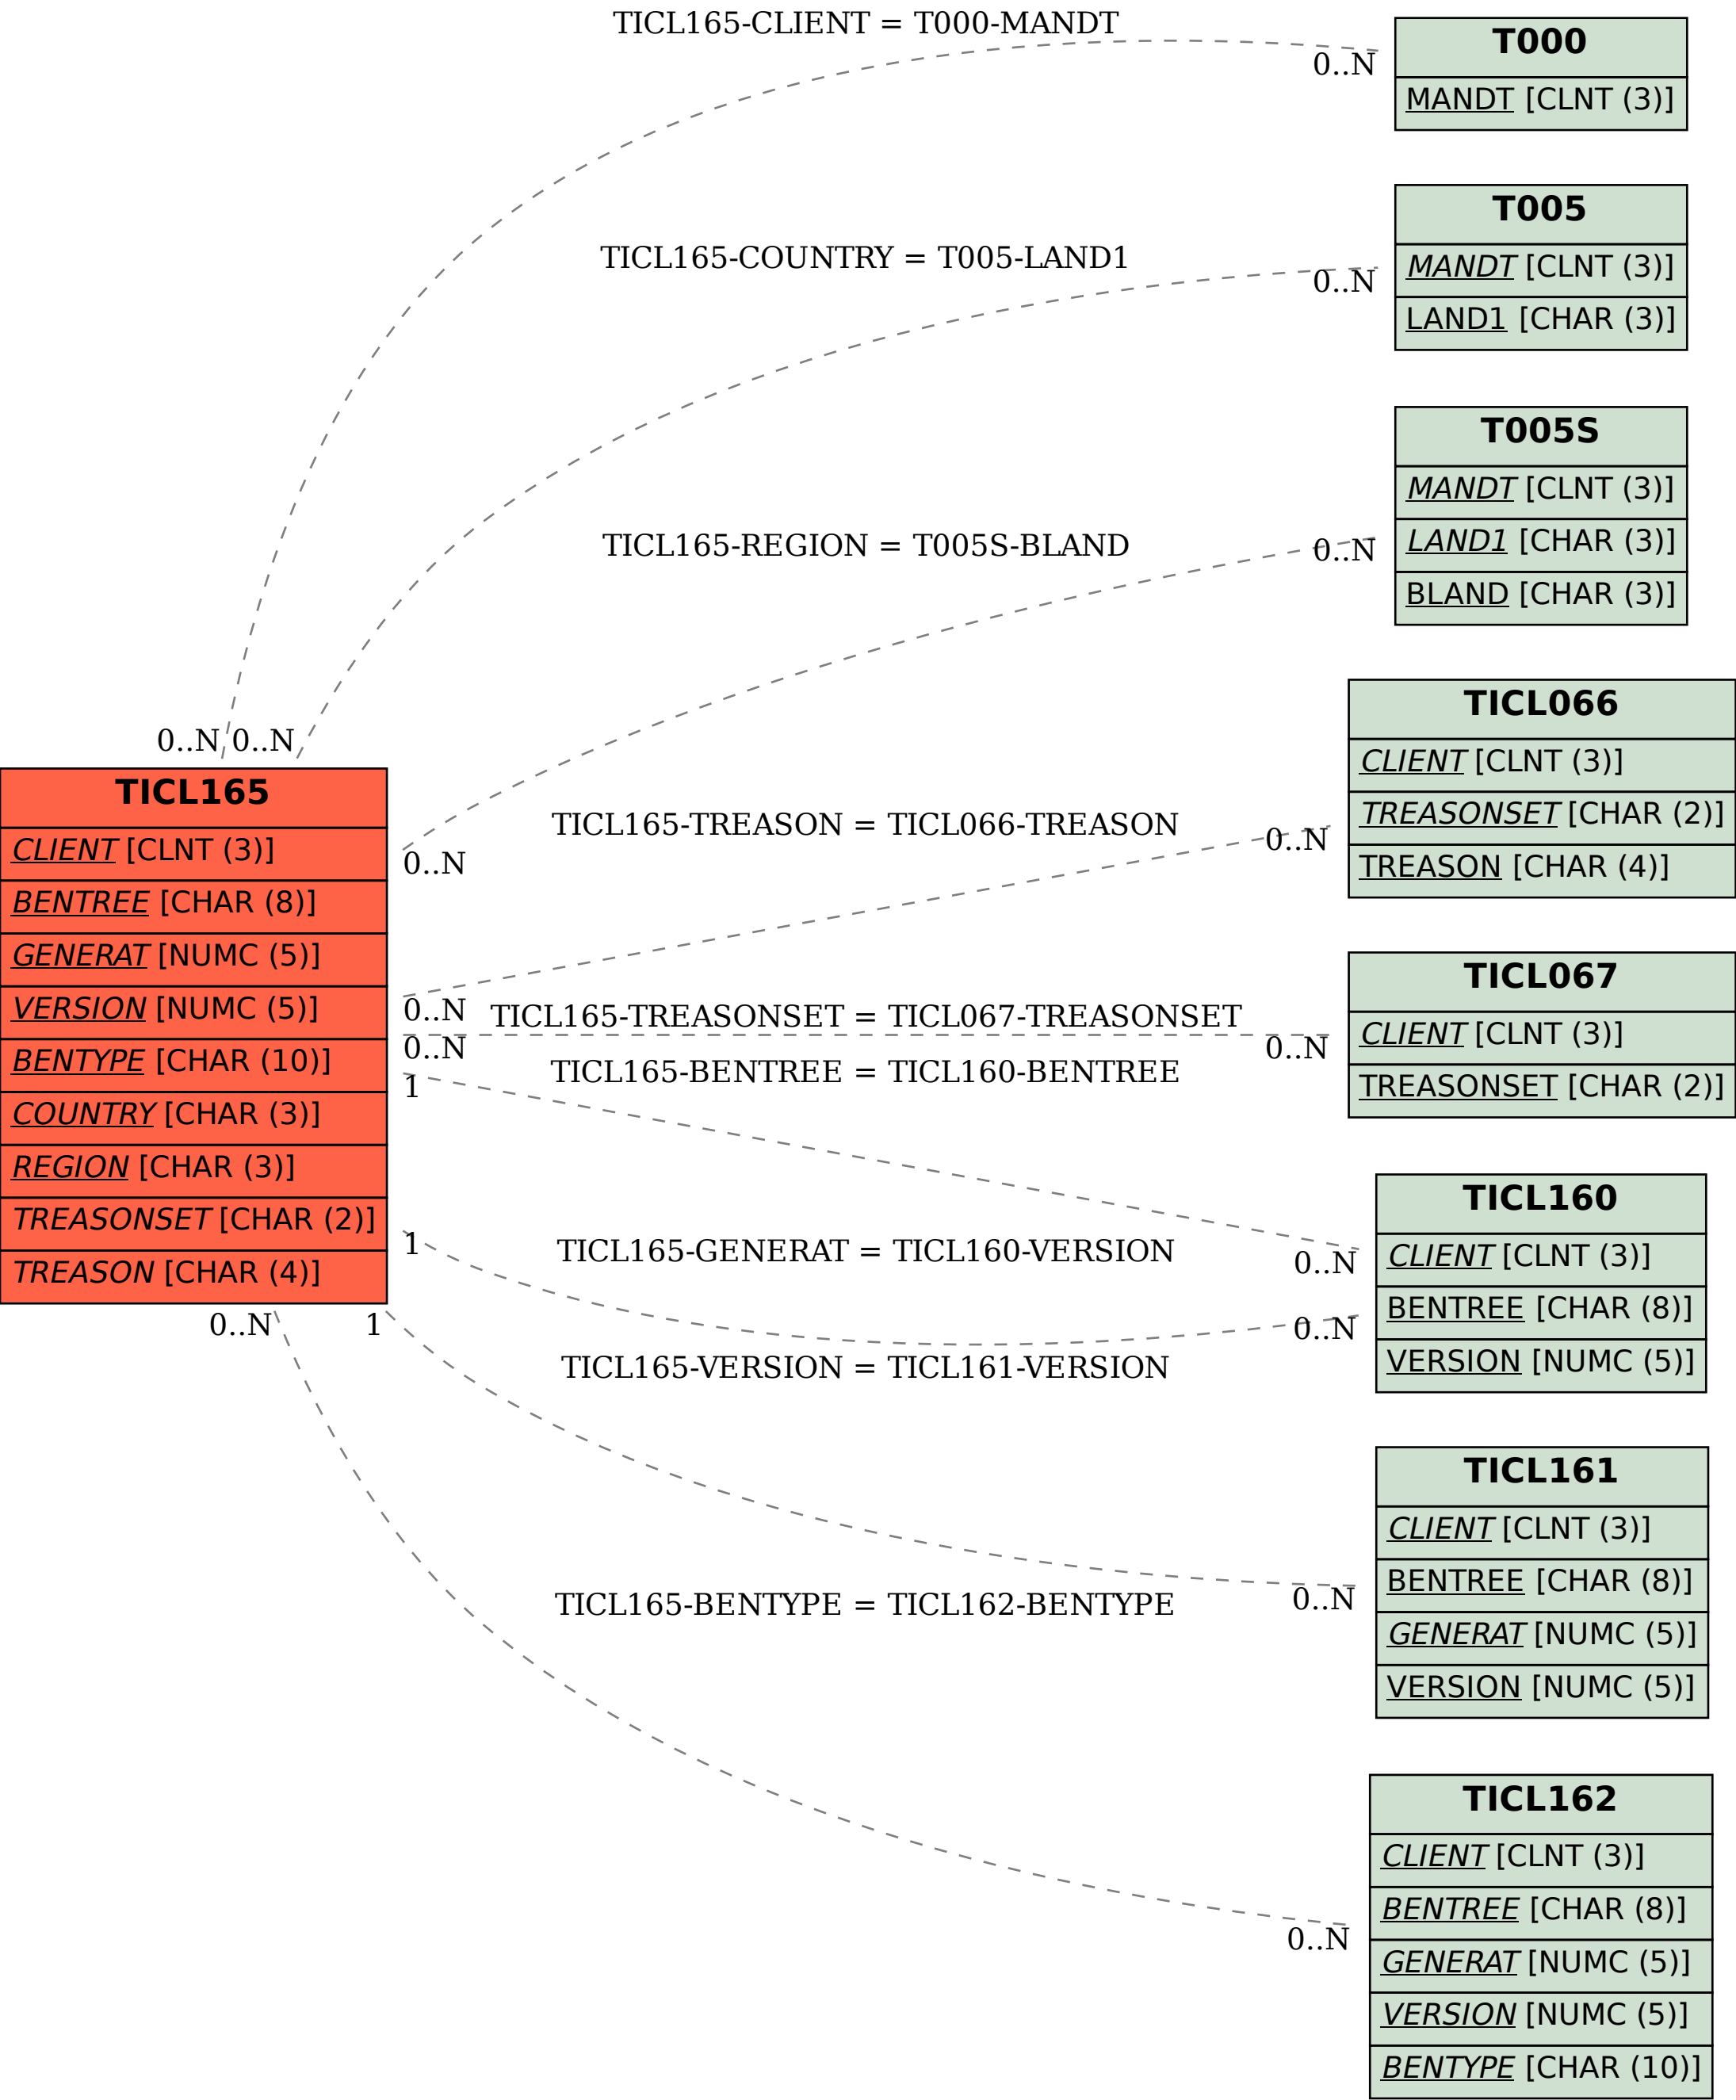 TICL165-CLIENT = T000-MANDT
0..N
T000
MANDT [CLNT (3)]
TICL165-COUNTRY = T005-LAND1
0..N
T005
MANDT [CLNT (3)]
LAND1 [CHAR (3)]
TICL165-REGION = T005S-BLAND
0..N
T005S
MANDT [CLNT (3)]
LAND1 [CHAR (3)]
BLAND [CHAR (3)]
0..N 0..N
TICL165
CLIENT [CLNT (3)]
BENTREE [CHAR (8)]
GENERAT [NUMC (5)]
VERSION [NUMC (5)]
BENTYPE [CHAR (10)]
COUNTRY [CHAR (3)]
REGION [CHAR (3)]
TREASONSET [CHAR (2)]
TREASON [CHAR (4)]
0..N
TICL165-TREASON = TICL066-TREASON
0..N
TICL066
CLIENT [CLNT (3)]
TREASONSET [CHAR (2)]
TREASON [CHAR (4)]
0..N
TICL165-TREASONSET = TICL067-TREASONSET
0..N
0..N
TICL067
CLIENT [CLNT (3)]
TREASONSET [CHAR (2)]
TICL165-BENTREE = TICL160-BENTREE
1
0..N
TICL165-GENERAT = TICL160-VERSION
1
0..N
TICL160
CLIENT [CLNT (3)]
BENTREE [CHAR (8)]
VERSION [NUMC (5)]
0..N
1
TICL165-VERSION = TICL161-VERSION
0..N
TICL161
CLIENT [CLNT (3)]
BENTREE [CHAR (8)]
GENERAT [NUMC (5)]
VERSION [NUMC (5)]
TICL165-BENTYPE = TICL162-BENTYPE
0..N
TICL162
CLIENT [CLNT (3)]
BENTREE [CHAR (8)]
GENERAT [NUMC (5)]
VERSION [NUMC (5)]
BENTYPE [CHAR (10)]